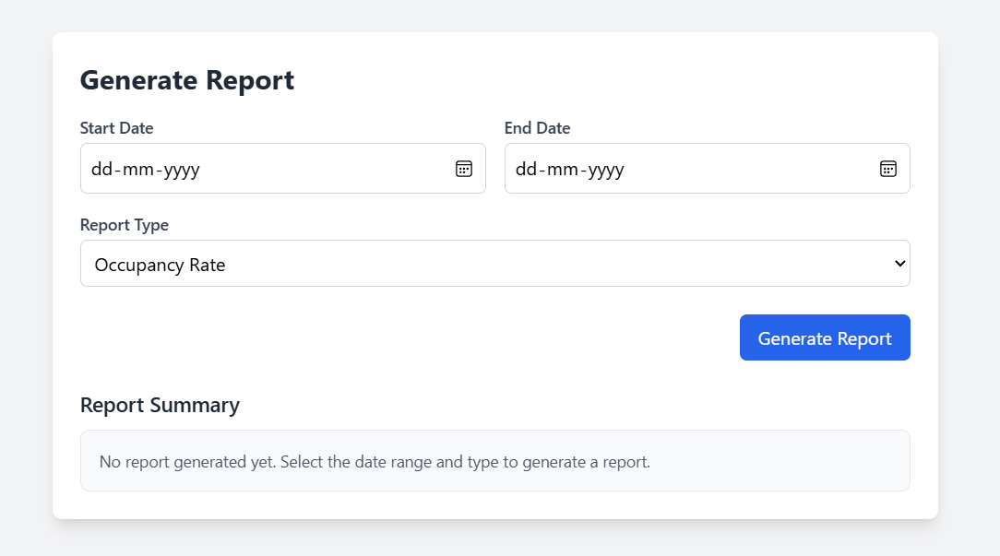 Generate Report
Start Date
End Date
dd-mm-yyyy
dd-mm-yyyy
Report Type
Occupancy Rate
Generate Report
Report Summary
No report generated yet. Select the date range and type to generate a report.